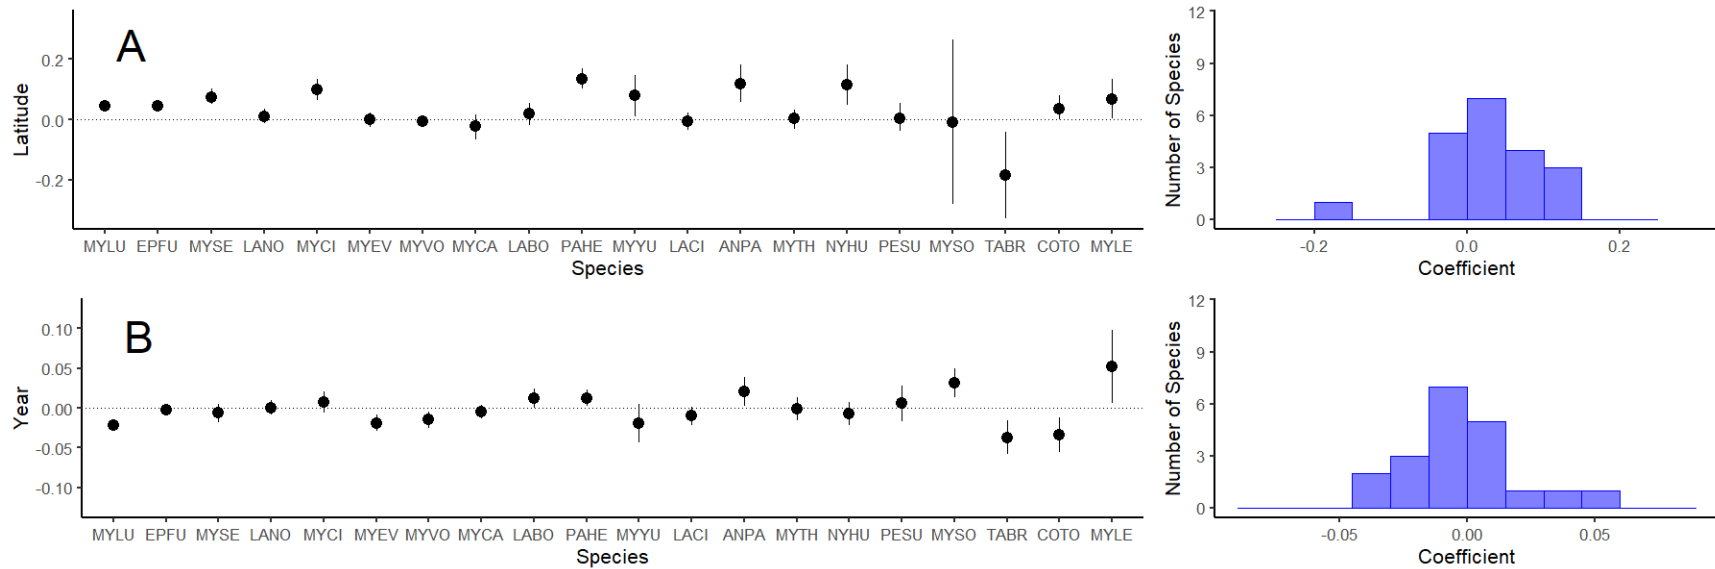 A
Latitude
0.2
0.0
-0.2
MYLU EPFU MYSE LANO MYCI MYEV MYVO MYCA LABO PAHE MYYU LACI ANPA MYTH NYHU PESU MYSO TABR COTO MYLE
Species
Number of Species
12
9
6
3
0
-0.2 0.0 0.2
Coefficient
B
Year
0.10
0.05
0.00
-0.05
-0.10
MYLU EPFU MYSE LANO MYCI MYEV MYVO MYCA LABO PAHE MYYU LACI ANPA MYTH NYHU PESU MYSO TABR COTO MYLE
Species
Number of Species
12
9
6
3
0
-0.05 0.00 0.05
Coefficient